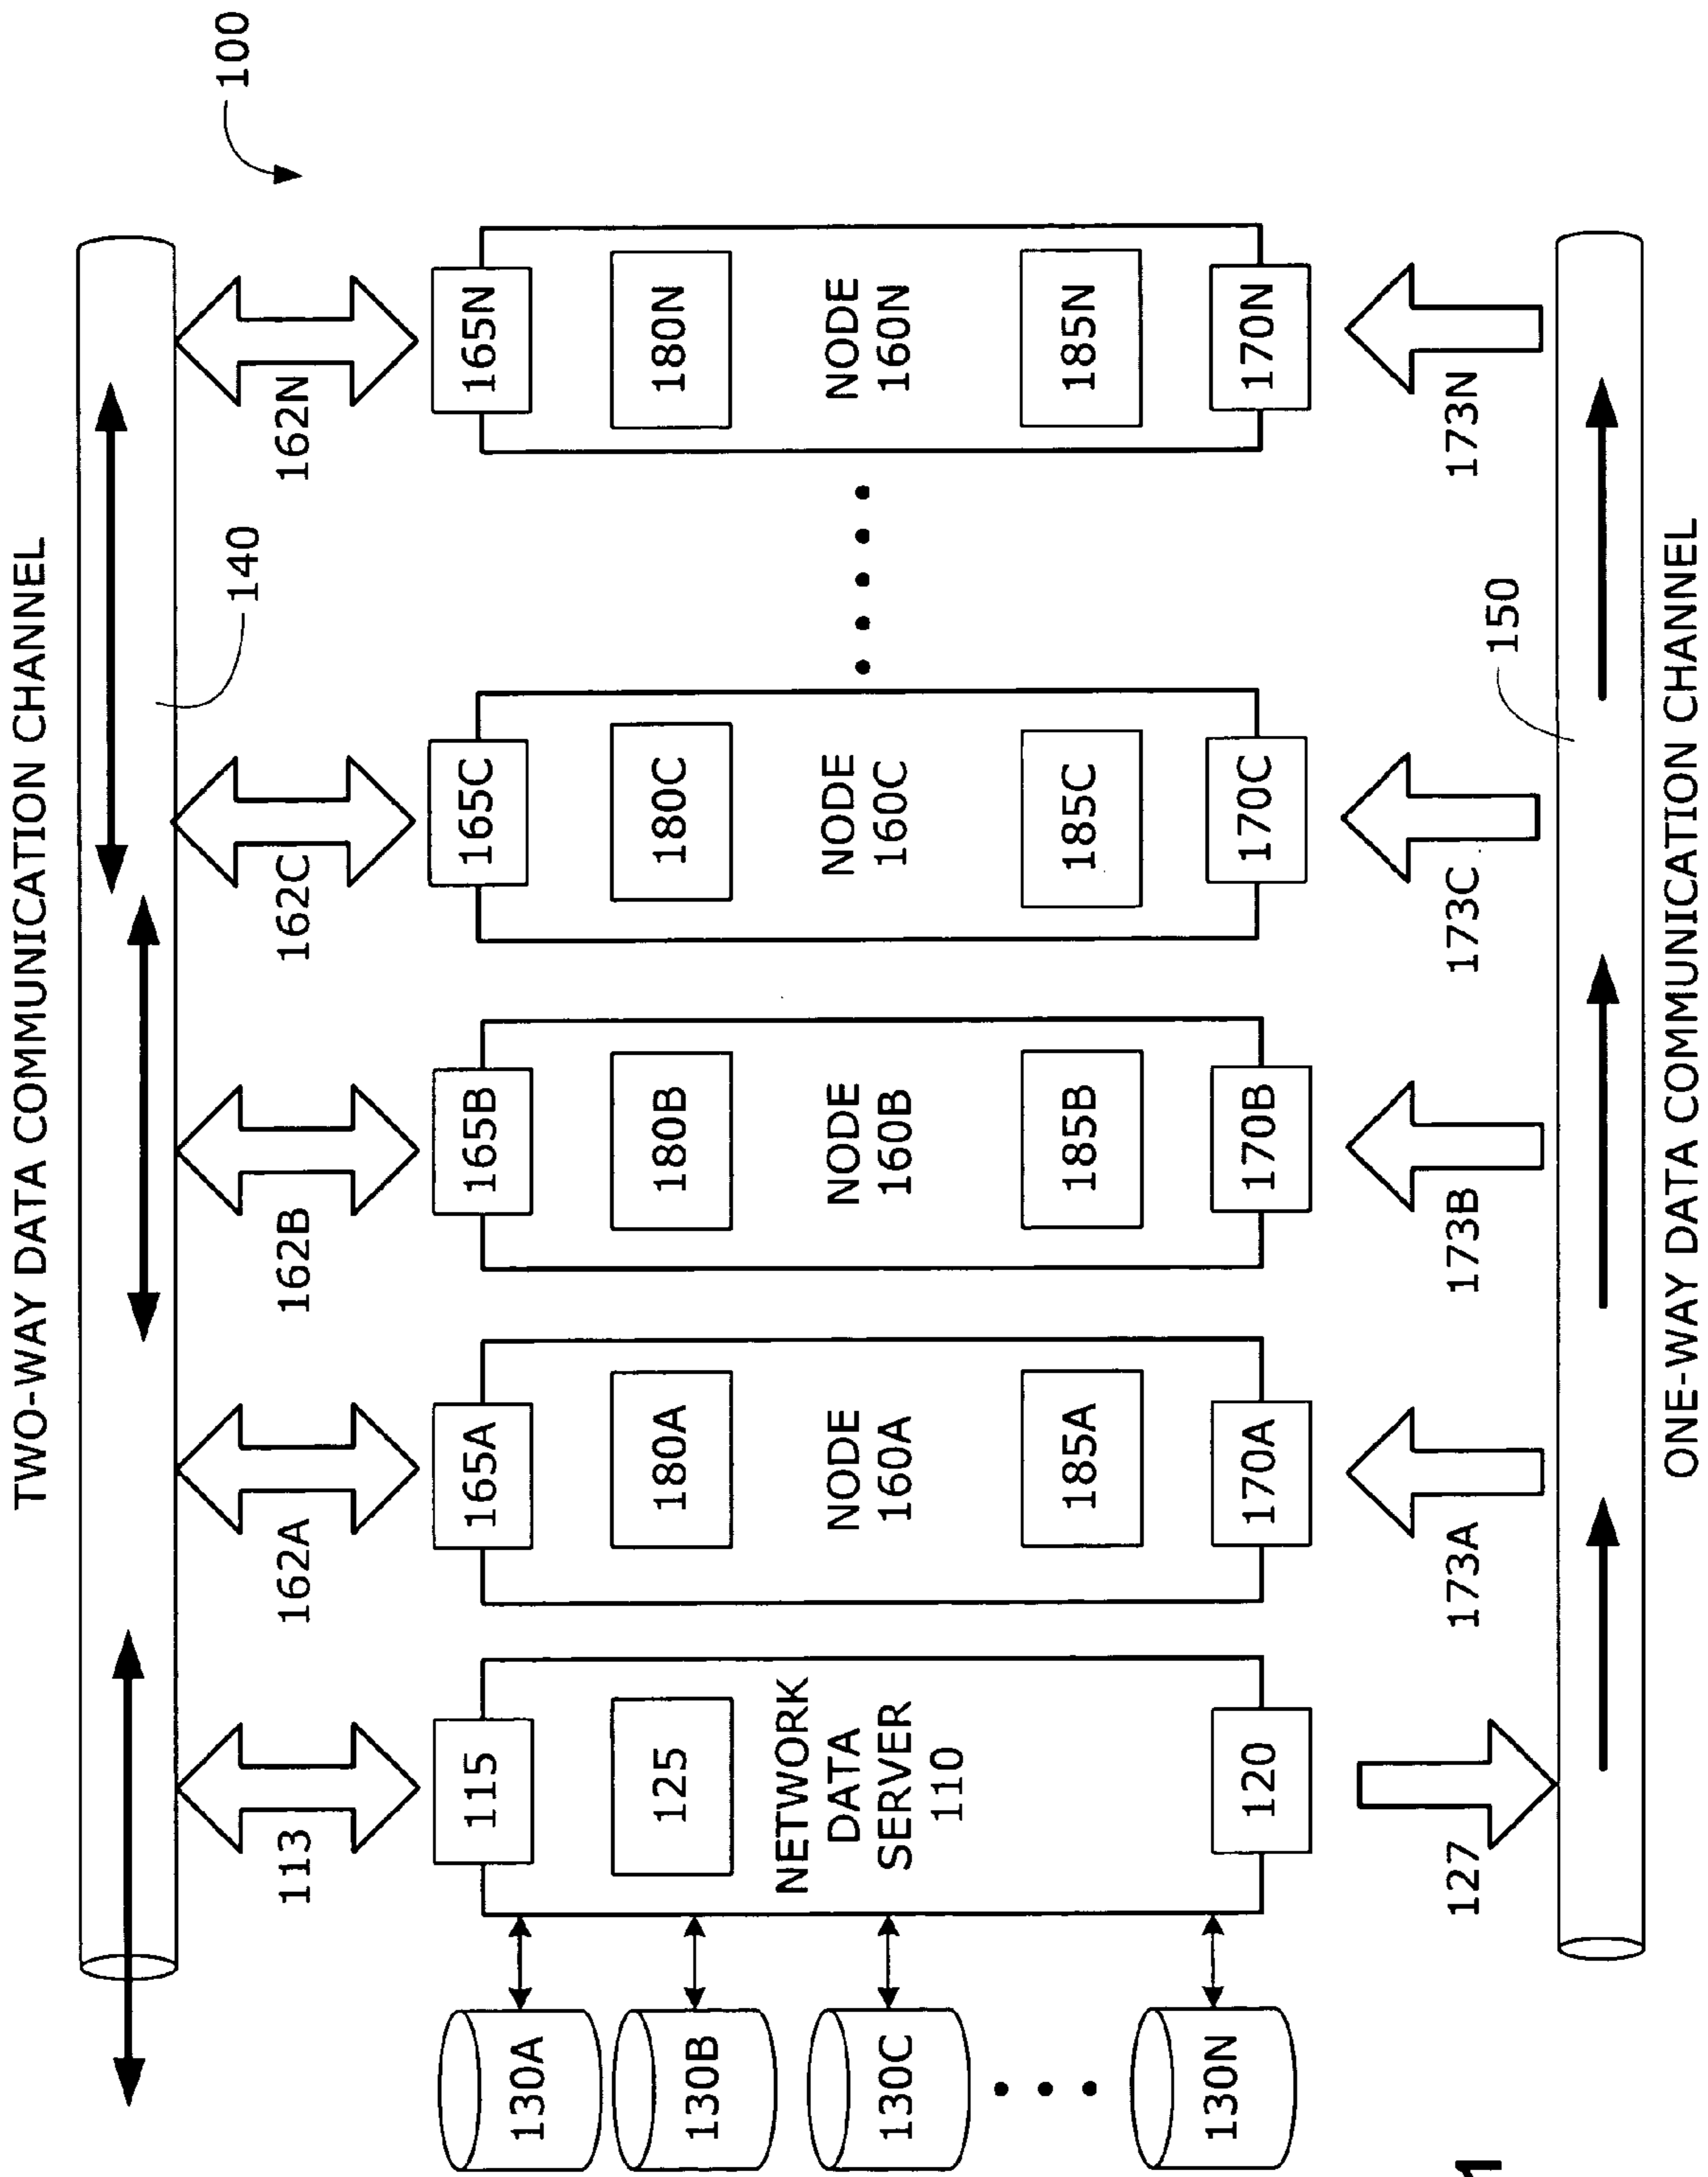 TWO-WAY DATA COMMUNICATION CHANNEL
100
140
113
162A
162B
162C
162N
115
165A
165B
165C
165N
125
180A
180B
180C
180N
NETWORK
DATA
SERVER
110
NODE
160A
NODE
160B
NODE
160C
NODE
160N
185A
185B
185C
185N
120
170A
170B
170C
170N
130A
130B
130C
130N
127
173A
173B
173C
173N
150
ONE-WAY DATA COMMUNICATION CHANNEL
1